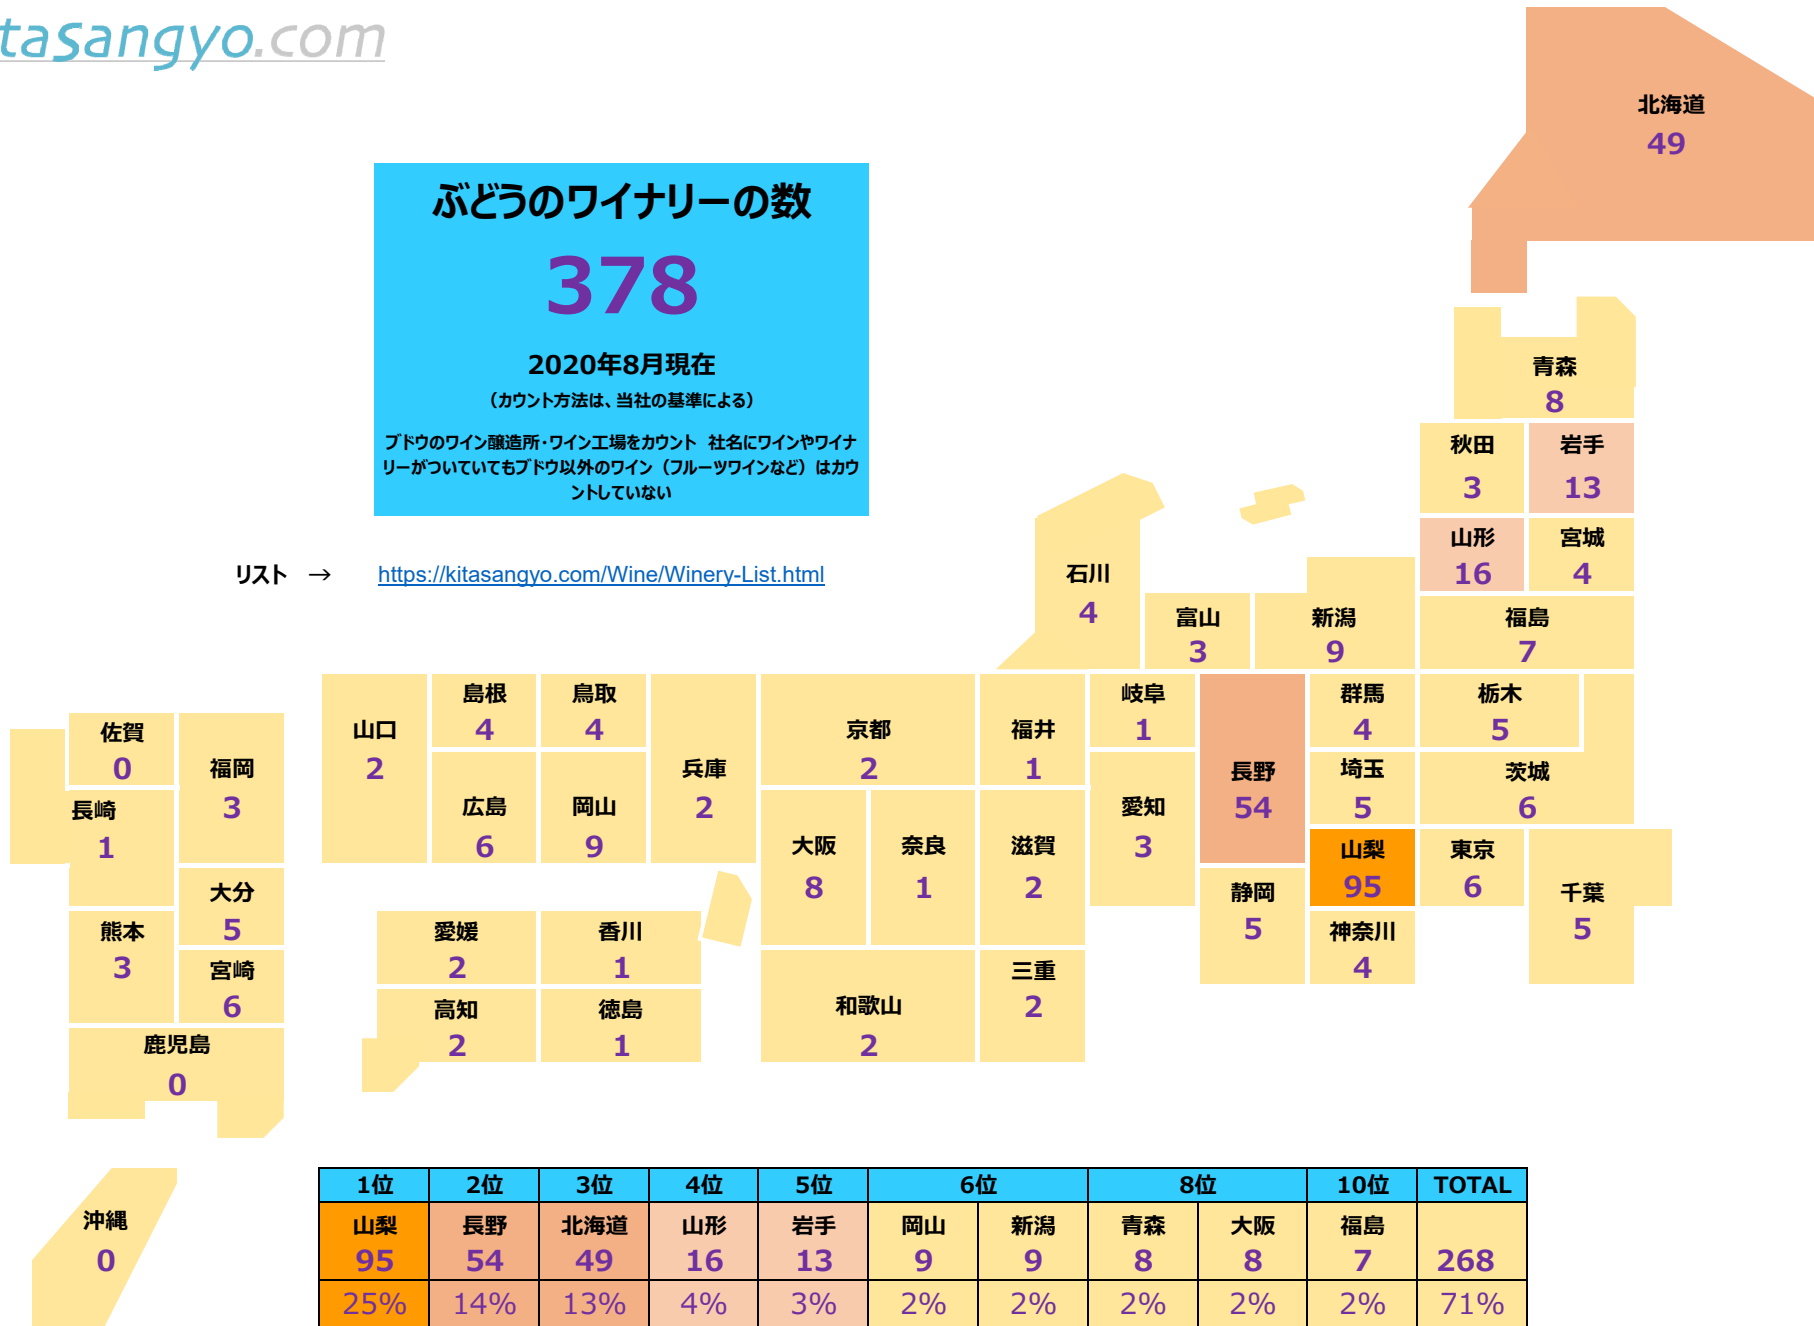 tasangyo.com
北海道
49
ぶどうのワイナリーの数
378
2020年8月現在
（カウント方法は、当社の基準による）
ブドウのワイン醸造所・ワイン工場をカウント　社名にワインやワイナ
リーがついていてもブドウ以外のワイン（フルーツワインなど）はカウ
ントしていない
リスト → https://kitasangyo.com/Wine/Winery-List.html
青森
8
秋田 岩手
3 13
山形 宮城
16 4
石川
4
富山 新潟 福島
3 9 7
島根 鳥取 岐阜 群馬 栃木
4 4 1 4 5
山口 京都 福井
2 2 1
佐賀
0
福岡
3
兵庫
2
長野 埼玉 茨城
54 5 6
長崎
1
広島 岡山 愛知
6 9 3
大阪 奈良 滋賀
8 1 2
山梨 東京
95 6
大分
5
静岡 千葉
5 5
熊本
3
愛媛 香川
2 1
神奈川
4
宮崎
6
三重
2
高知 徳島 和歌山
2 1 2
鹿児島
0
沖縄
0
1位 2位 3位 4位 5位 6位 8位 10位 TOTAL
山梨 長野 北海道 山形 岩手 岡山 新潟 青森 大阪 福島
95 54 49 16 13 9 9 8 8 7 268
25% 14% 13% 4% 3% 2% 2% 2% 2% 2% 71%